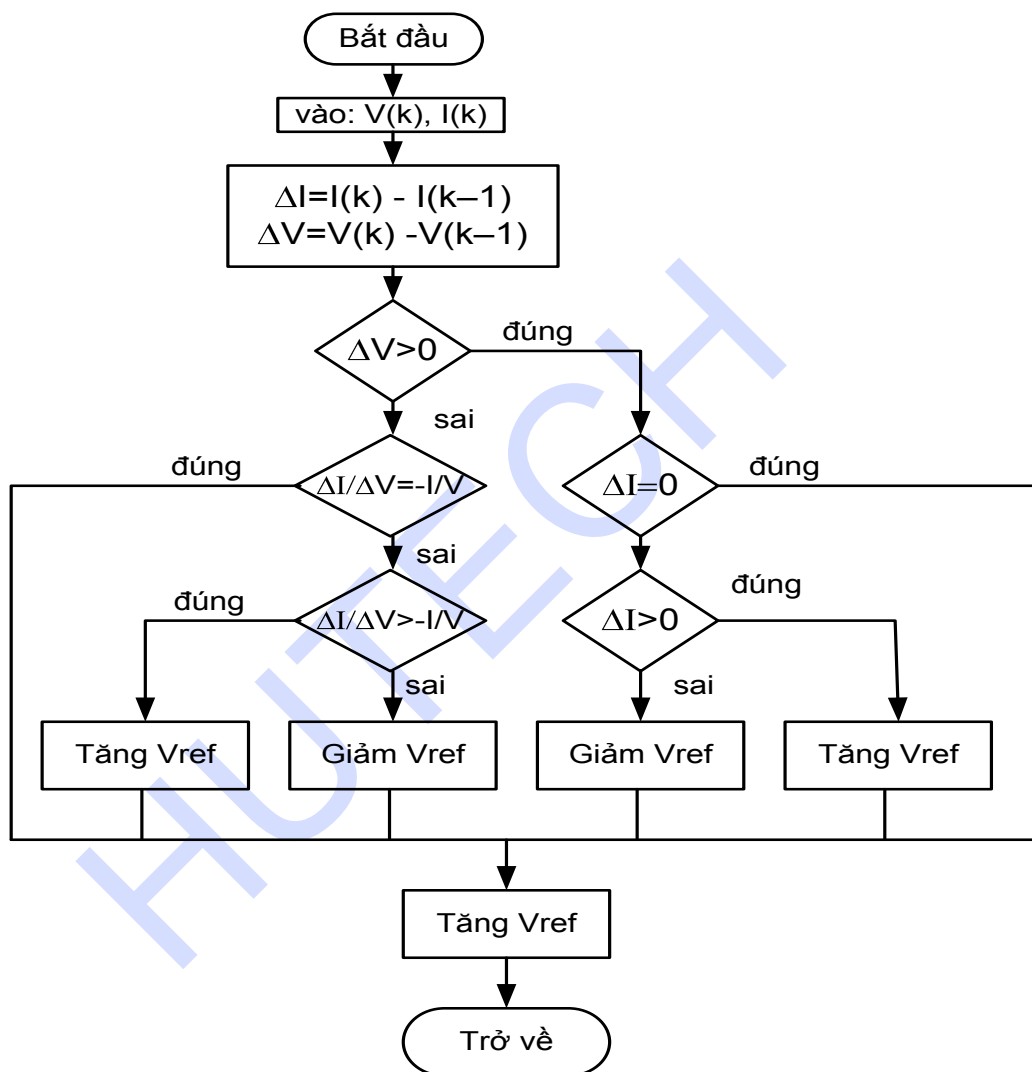 Bắt đầu
vào: V(k), I(k)
ΔI=I(k) - I(k–1)
ΔV=V(k) -V(k–1)
ΔV>0
đúng
sai
đúng
ΔI/ΔV=-I/V
ΔI=0
đúng
sai
đúng
ΔI/ΔV>-I/V
ΔI>0
đúng
sai
sai
Tăng Vref
Giảm Vref
Giảm Vref
Tăng Vref
Tăng Vref
Trở về
HUTECH